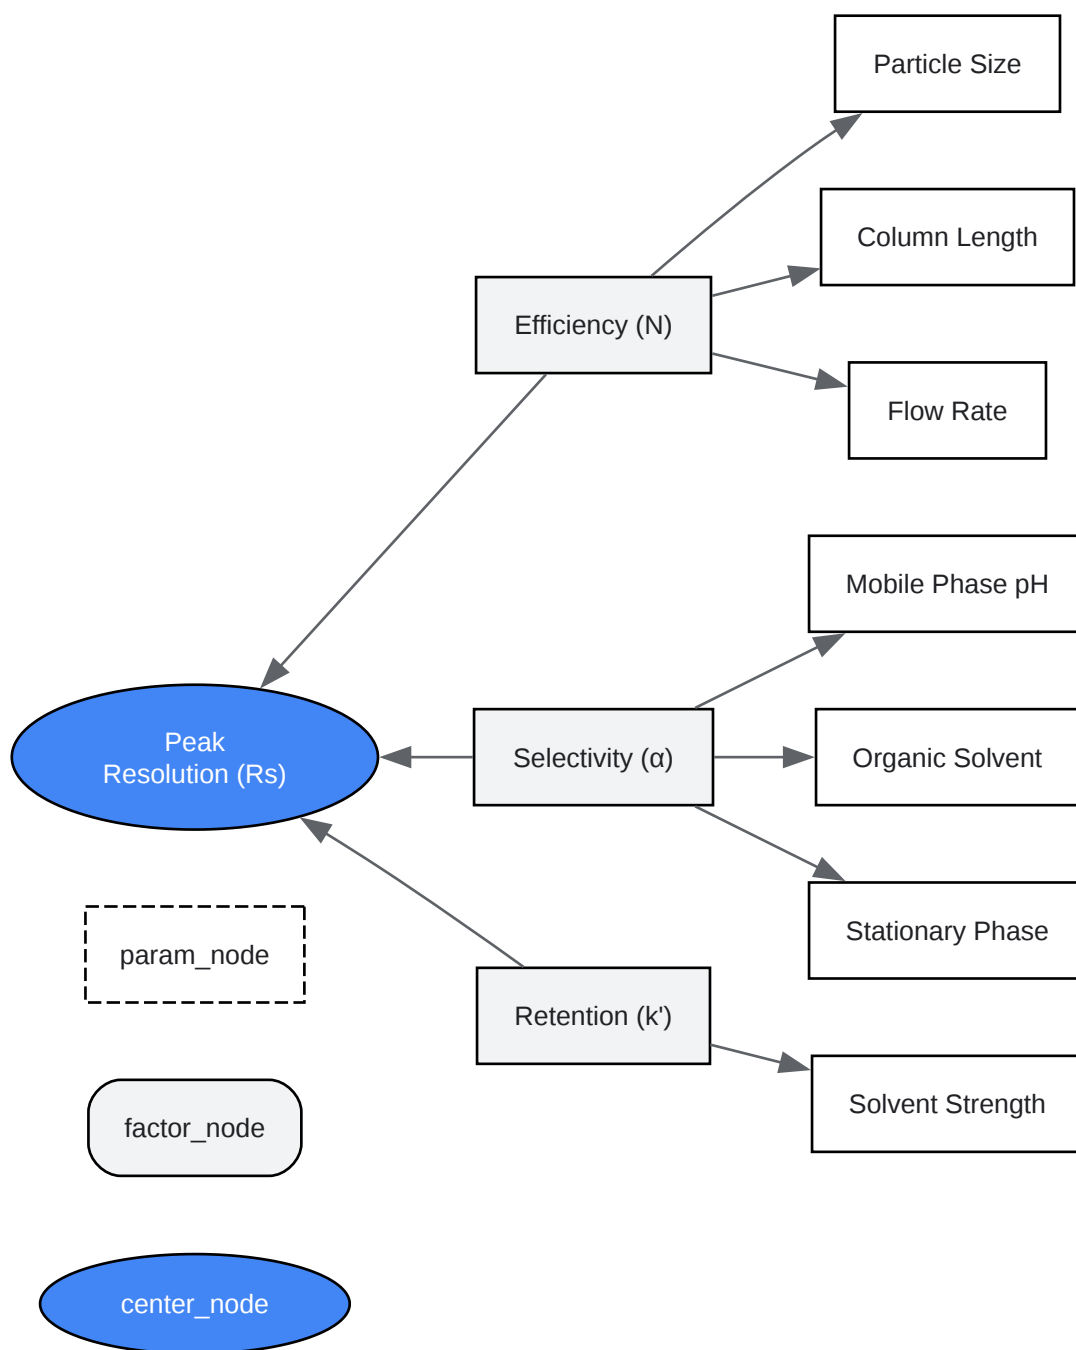 Particle Size
Column Length
Efficiency (N)
Flow Rate
Mobile Phase pH
Peak
Resolution (Rs)
Selectivity (α)
Organic Solvent
Stationary Phase
param_node
Retention (k')
Solvent Strength
factor_node
center_node